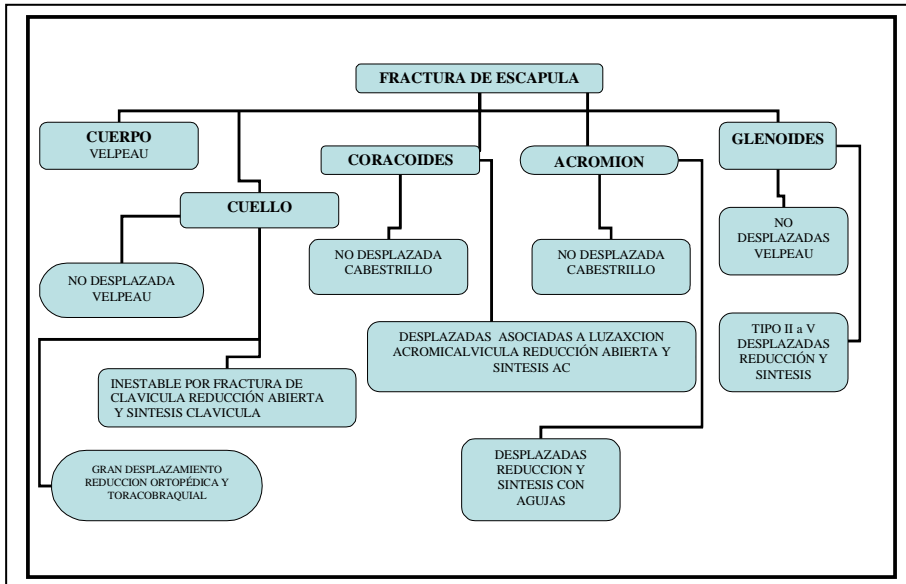 FRACTURA DE ESCAPULA
CUERPO
VELPEAU
CORACOIDES
ACROMION
GLENOIDES
CUELLO
NO DESPLAZADA
VELPEAU
NO DESPLAZADA
CABESTRILLO
NO DESPLAZADA
CABESTRILLO
NO
DESPLAZADAS
VELPEAU
INESTABLE POR FRACTURA DE
CLAVICULA REDUCCIÓN ABIERTA
Y SINTESIS CLAVICULA
DESPLAZADAS ASOCIADAS A LUZAXCION
ACROMICALVICULA REDUCCIÓN ABIERTA Y
SINTESIS AC
TIPO II a V
DESPLAZADAS
REDUCCIÓN Y
SINTESIS
GRAN DESPLAZAMIENTO
REDUCCION ORTOPÉDICA Y
TORACOBRAQUIAL
DESPLAZADAS
REDUCCION Y
SINTESIS CON
AGUJAS